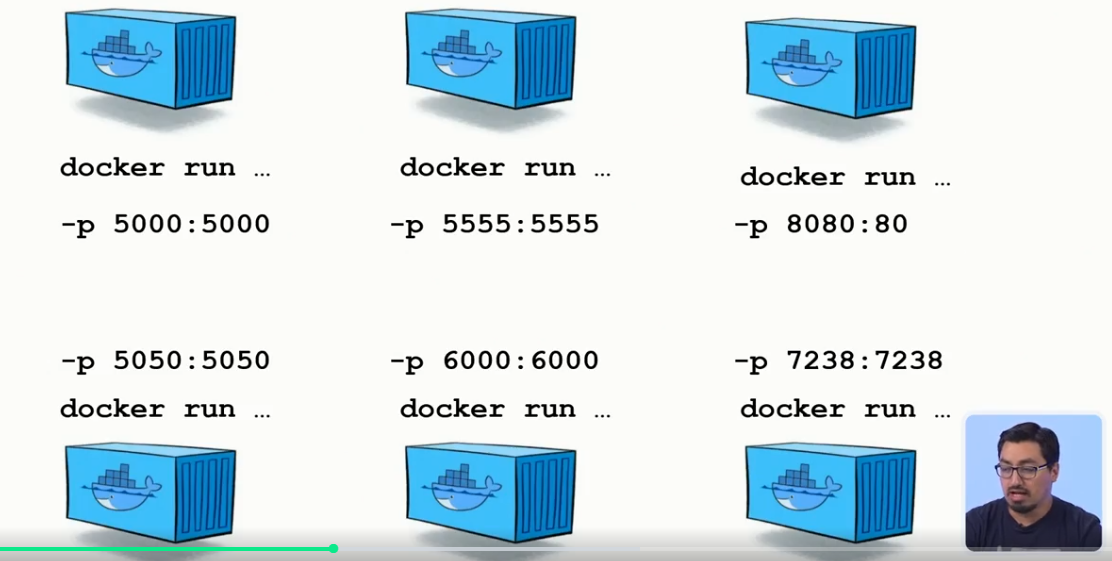 docker run … docker run … docker run …
-p 5000:5000 -p 5555:5555 -p 8080:80
-p 5050:5050 -p 6000:6000 -p 7238:7238
docker run … docker run … docker run …